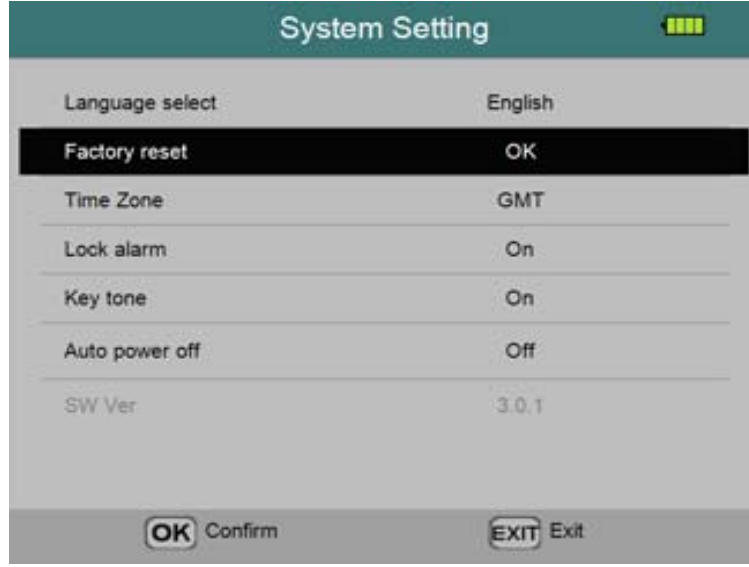 System Setting
Language select English
Factory reset OK
Time Zone GMT
Lock alarm On
Key tone On
Auto power off Off
SW Ver 3.0.1
OK Confirm EXIT Exit